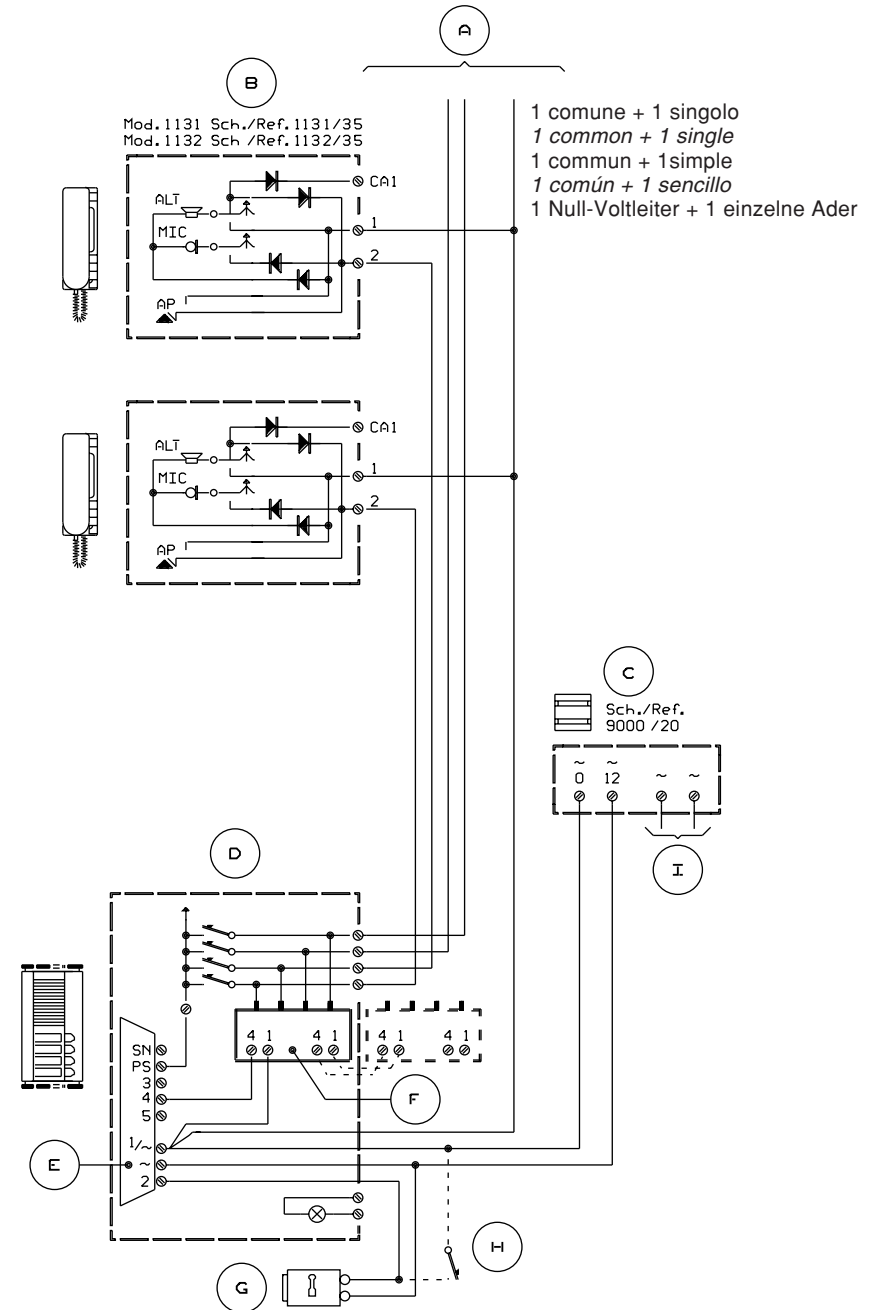 A
B
Mod.1131 Sch./Ref.1131/35
Mod.1132 Sch /Ref.1132/35
1 comune + 1 singolo
1 common + 1 single
1 commun + 1simple
1 común + 1 sencillo
1 Null-Voltleiter + 1 einzelne Ader
CA1
ALT
1
MIC
2
AP
CA1
ALT
1
MIC
2
AP
C
Sch./Ref.
9000 /20
~ ~
0 12 ~ ~
I
D
4 1 4 1 4 1 4 1
SN
PS
3
4
5
1/~
~
2
F
E
H
G